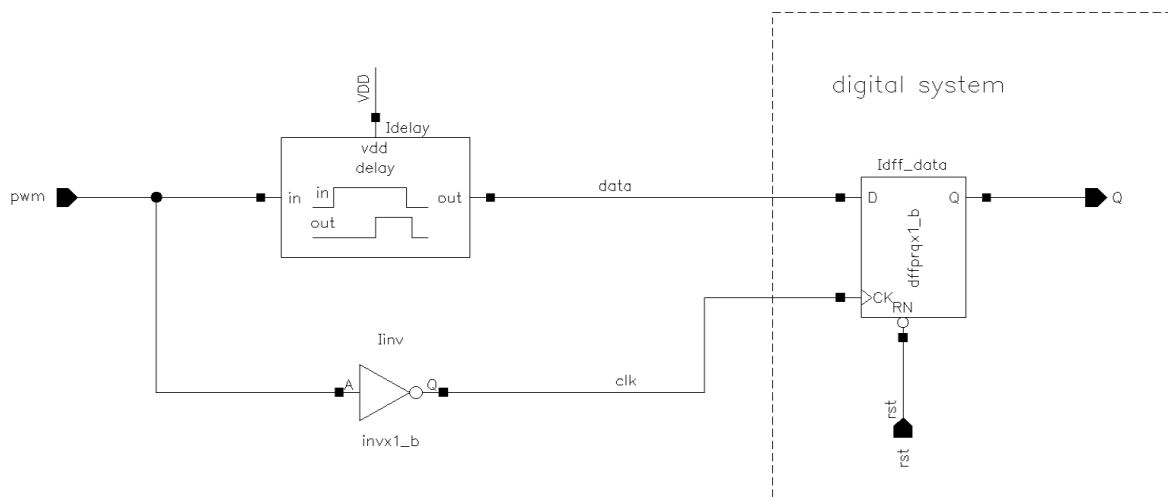 digital system
VDD
Idelay
vdd
delay
in
in
out
out
pwm
data
Idff_data
D
Q
dffprqx1_b
CK
RN
Q
Iinv
A
Q
clk
invx1_b
rst
rst